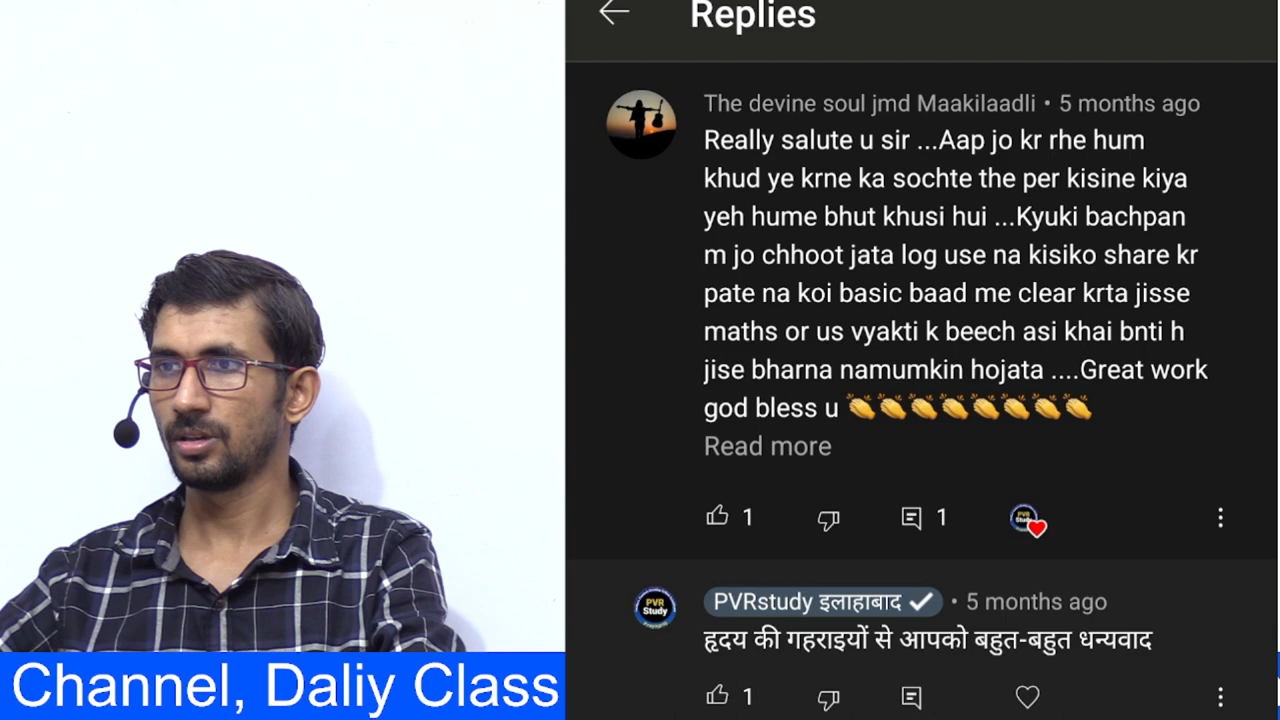 Replies
The devine soul jmd Maakilaadli • 5 months ago
Really salute u sir ...Aap jo kr rhe hum
khud ye krne ka sochte the per kisine kiya
yeh hume bhut khusi hui ...Kyuki bachpan
m jo chhoot jata log use na kisiko share kr
pate na koi basic baad me clear krta jisse
maths or us vyakti k beech asi khai bnti h
jise bharna namumkin hojata ....Great work
god bless u 👏👏👏👏👏👏👏👏
Read more
1 1
PVR Study
PVR Study
PVRstudy इलाहाबाद • 5 months ago
हृदय की गहराइयों से आपको बहुत-बहुत धन्यवाद
1
Channel, Daliy Class